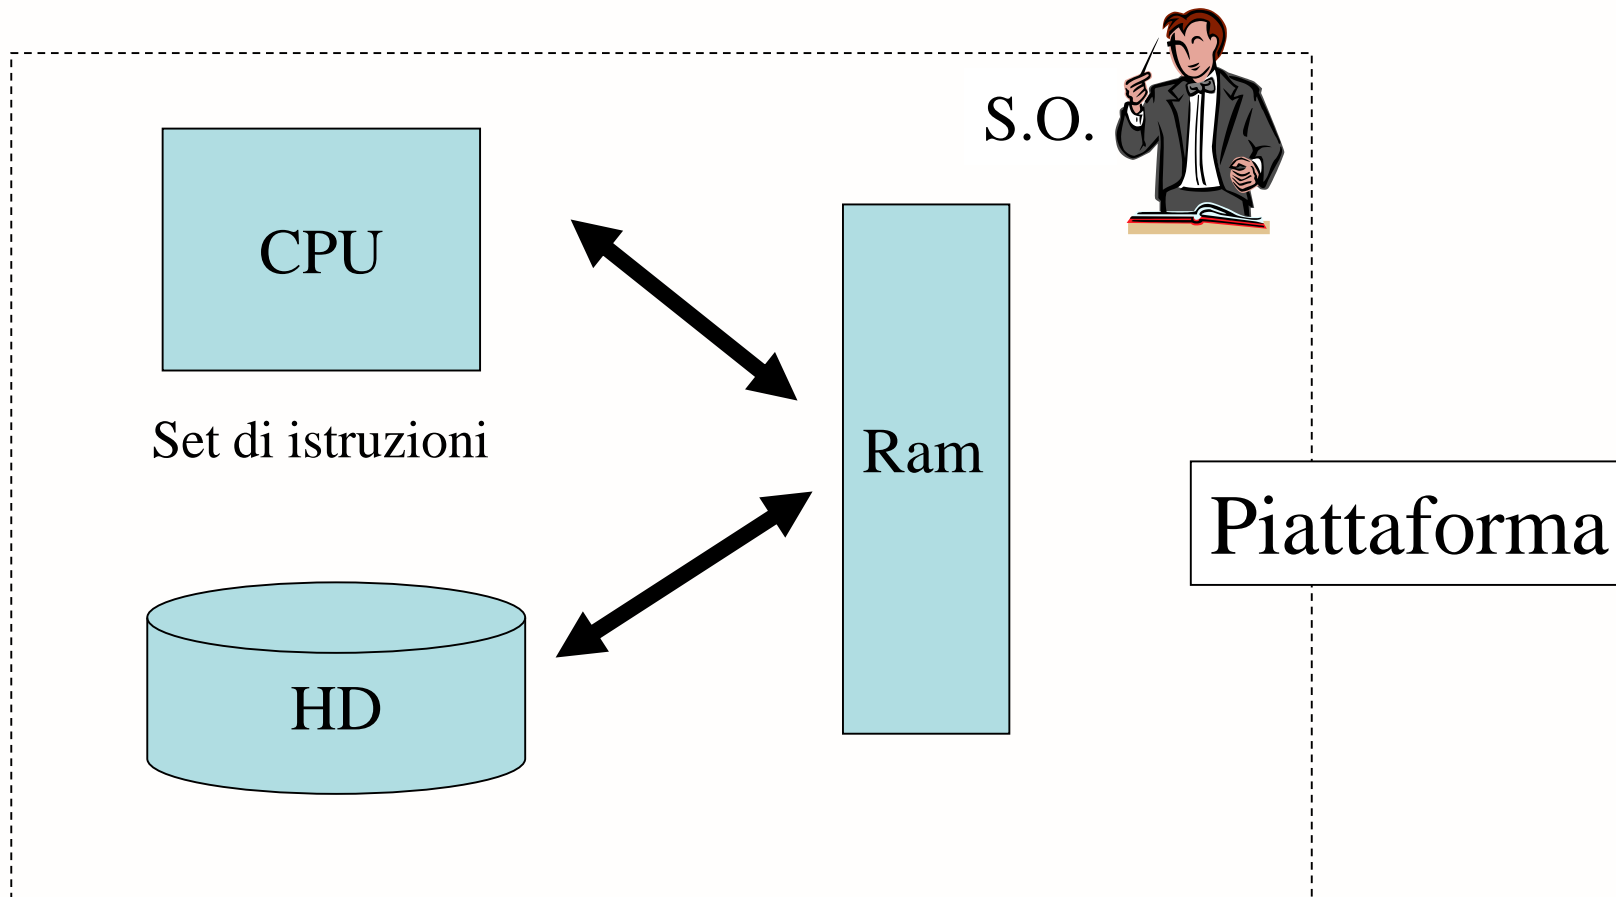 S.O.
CPU
Set di istruzioni
Ram
Piattaforma
HD